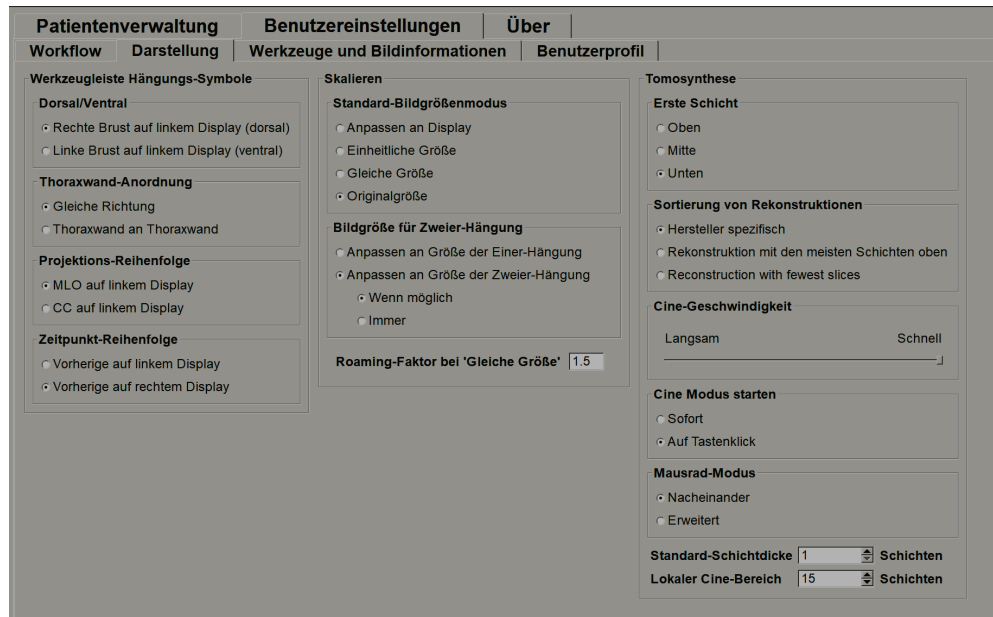 Patientenverwaltung
Benutzereinstellungen
Über
Workflow
Darstellung
Werkzeuge und Bildinformationen
Benutzerprofil
Werkzeugleiste Hängungs-Symbole
Dorsal/Ventral
Rechte Brust auf linkem Display (dorsal)
Linke Brust auf linkem Display (ventral)
Thoraxwand-Anordnung
Gleiche Richtung
Thoraxwand an Thoraxwand
Projektions-Reihenfolge
MLO auf linkem Display
CC auf linkem Display
Zeitpunkt-Reihenfolge
Vorherige auf linkem Display
Vorherige auf rechtem Display
Skalieren
Standard-Bildgrößenmodus
Anpassen an Display
Einheitliche Größe
Gleiche Größe
Originalgröße
Bildgröße für Zweier-Hängung
Anpassen an Größe der Einer-Hängung
Anpassen an Größe der Zweier-Hängung
Wenn möglich
Immer
Roaming-Faktor bei 'Gleiche Größe' 1.5
Tomosynthese
Erste Schicht
Oben
Mitte
Unten
Sortierung von Rekonstruktionen
Hersteller spezifisch
Rekonstruktion mit den meisten Schichten oben
Reconstruction with fewest slices
Cine-Geschwindigkeit
Langsam Schnell
Cine Modus starten
Sofort
Auf Tastenklick
Mausrad-Modus
Nacheinander
Erweitert
Standard-Schichtdicke 1 Schichten
Lokaler Cine-Bereich 15 Schichten